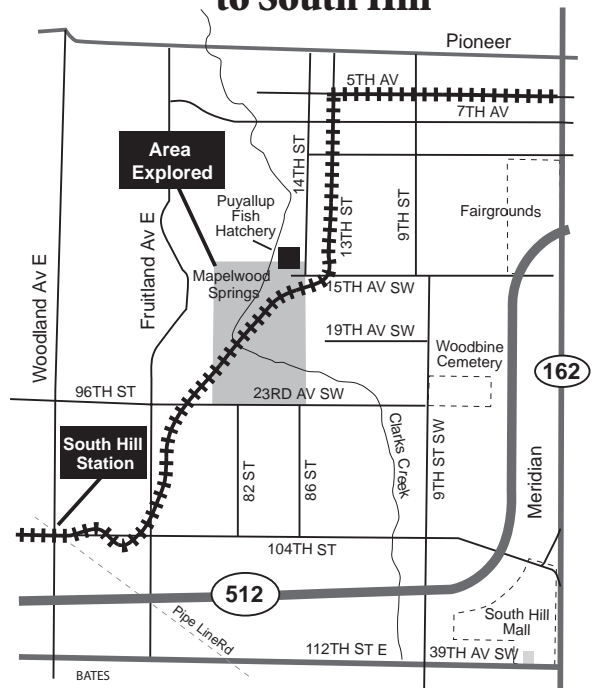 to South Hill
Pioneer
5TH AV
7TH AV
Area
Explored
14TH ST
Puyallup
Fish
Hatchery
13TH ST
9TH ST
Fairgrounds
Woodland Av E
Fruitland Av E
Mapelwood
Springs
15TH AV SW
19TH AV SW
Woodbine
Cemetery
162
96TH ST
23RD AV SW
South Hill
Station
82 ST
86 ST
Clarks Creek
9TH ST SW
Meridian
104TH ST
512
Pipe LineRd
South Hill
Mall
112TH ST E
39TH AV SW
BATES